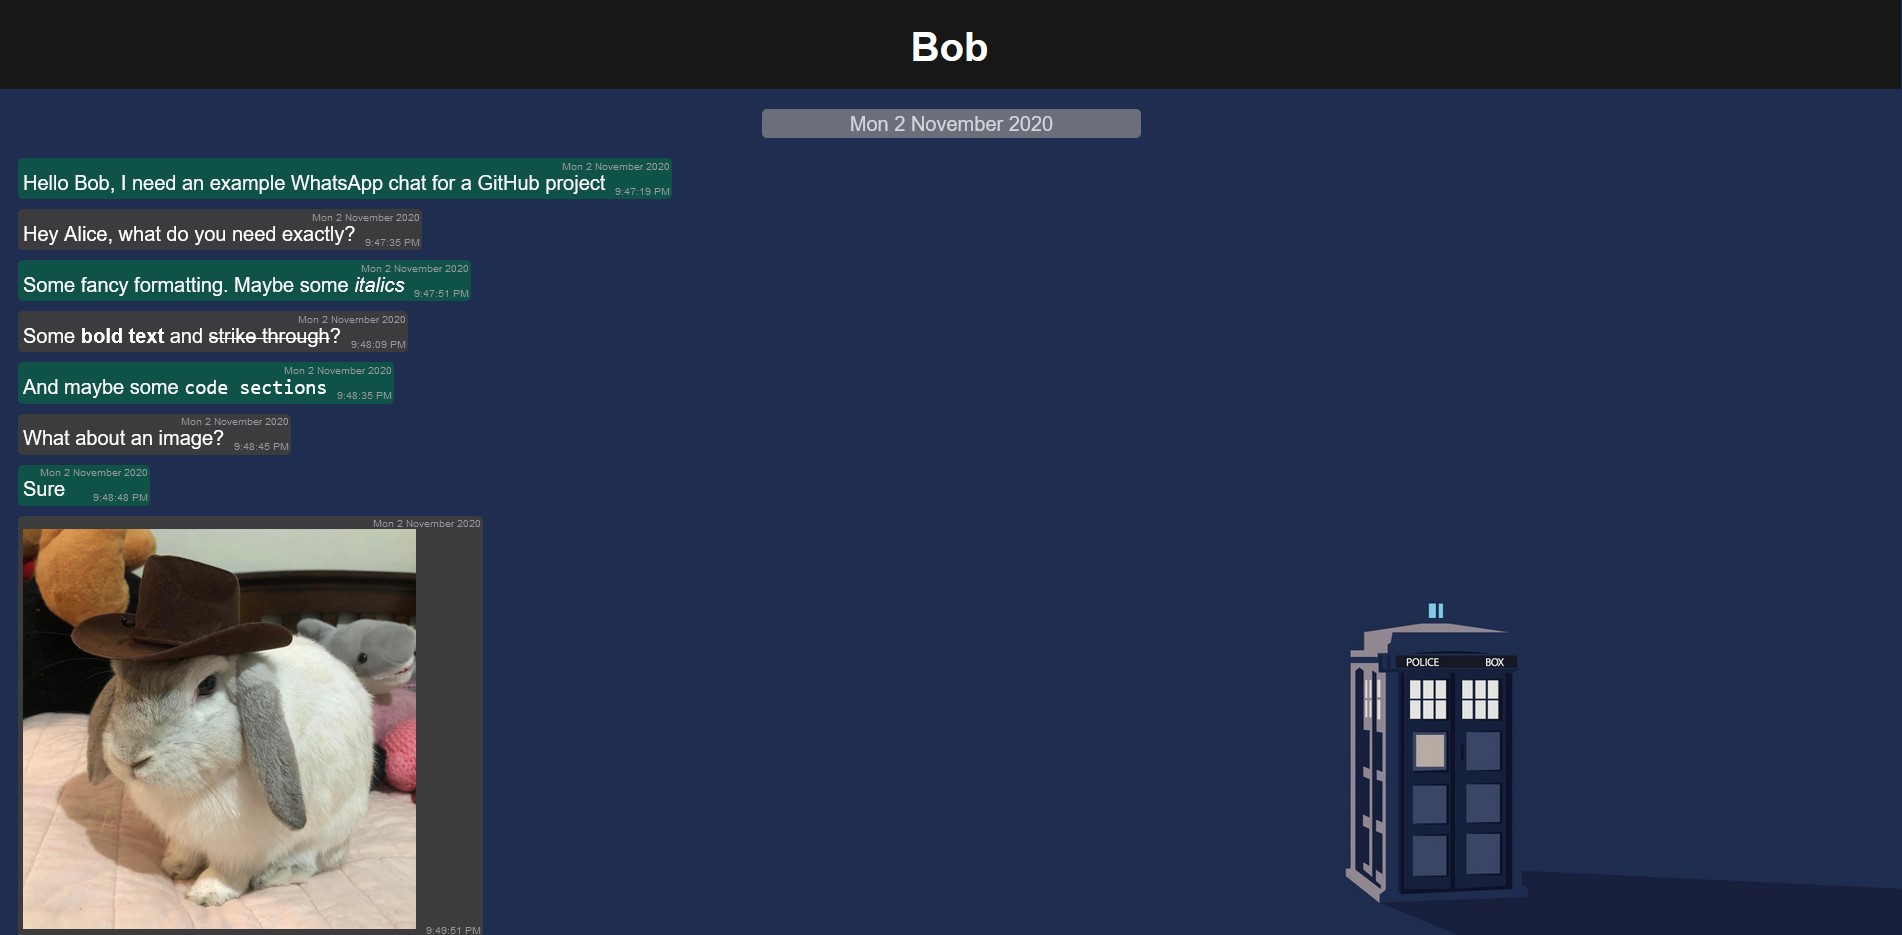 Bob
Mon 2 November 2020
Mon 2 November 2020
Hello Bob, I need an example WhatsApp chat for a GitHub project
9:47:19 PM
Mon 2 November 2020
Hey Alice, what do you need exactly?
9:47:35 PM
Mon 2 November 2020
Some fancy formatting. Maybe some italics
9:47:51 PM
Mon 2 November 2020
Some bold text and strike through?
9:48:09 PM
Mon 2 November 2020
And maybe some code sections
9:48:35 PM
Mon 2 November 2020
What about an image?
9:48:45 PM
Mon 2 November 2020
Sure
9:48:48 PM
Mon 2 November 2020
9:49:51 PM
POLICE BOX